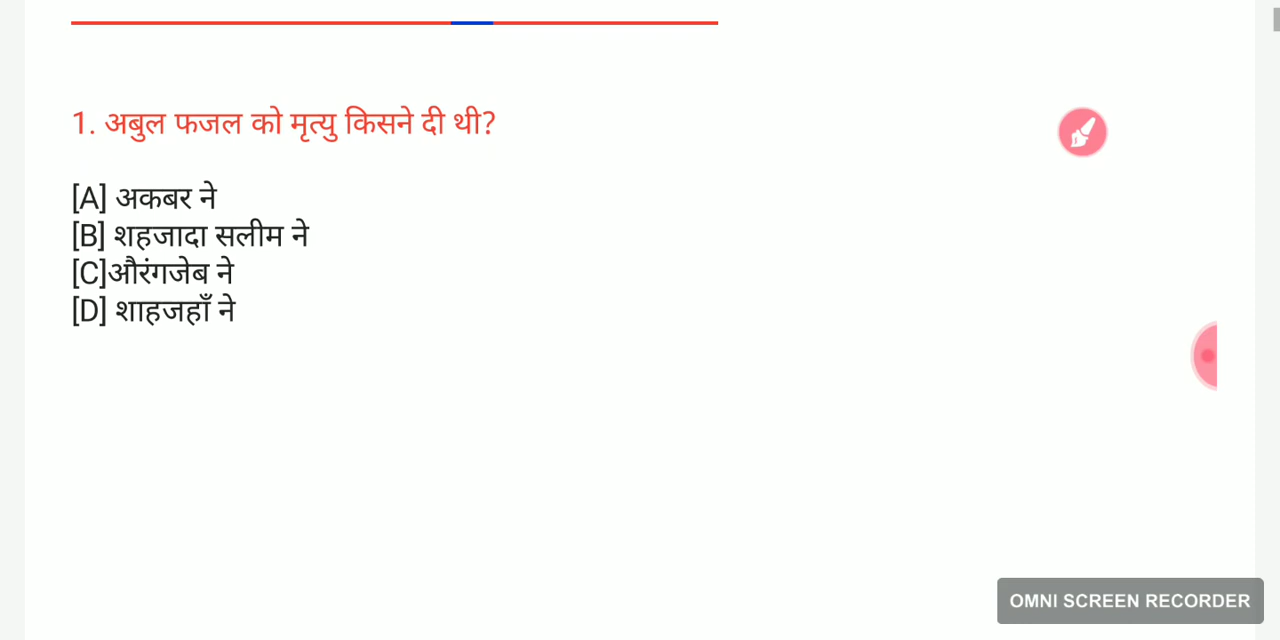 1. अबुल फजल को मृत्यु किसने दी थी?
[A] अकबर ने
[B] शहजादा सलीम ने
[C]औरंगजेब ने
[D] शाहजहाँ ने
OMNI SCREEN RECORDER